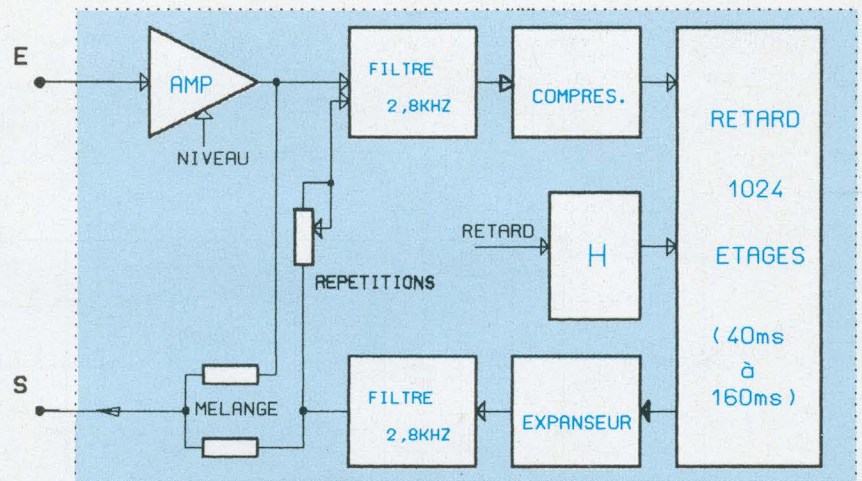 E
AMP
NIVEAU
FILTRE
2,8KHZ
COMPRES.
RETARD
1024
ETAGES
(40ms
à
160ms)
RETARD
H
REPETITIONS
S
MELANGE
FILTRE
2,8KHZ
EXPANSEUR